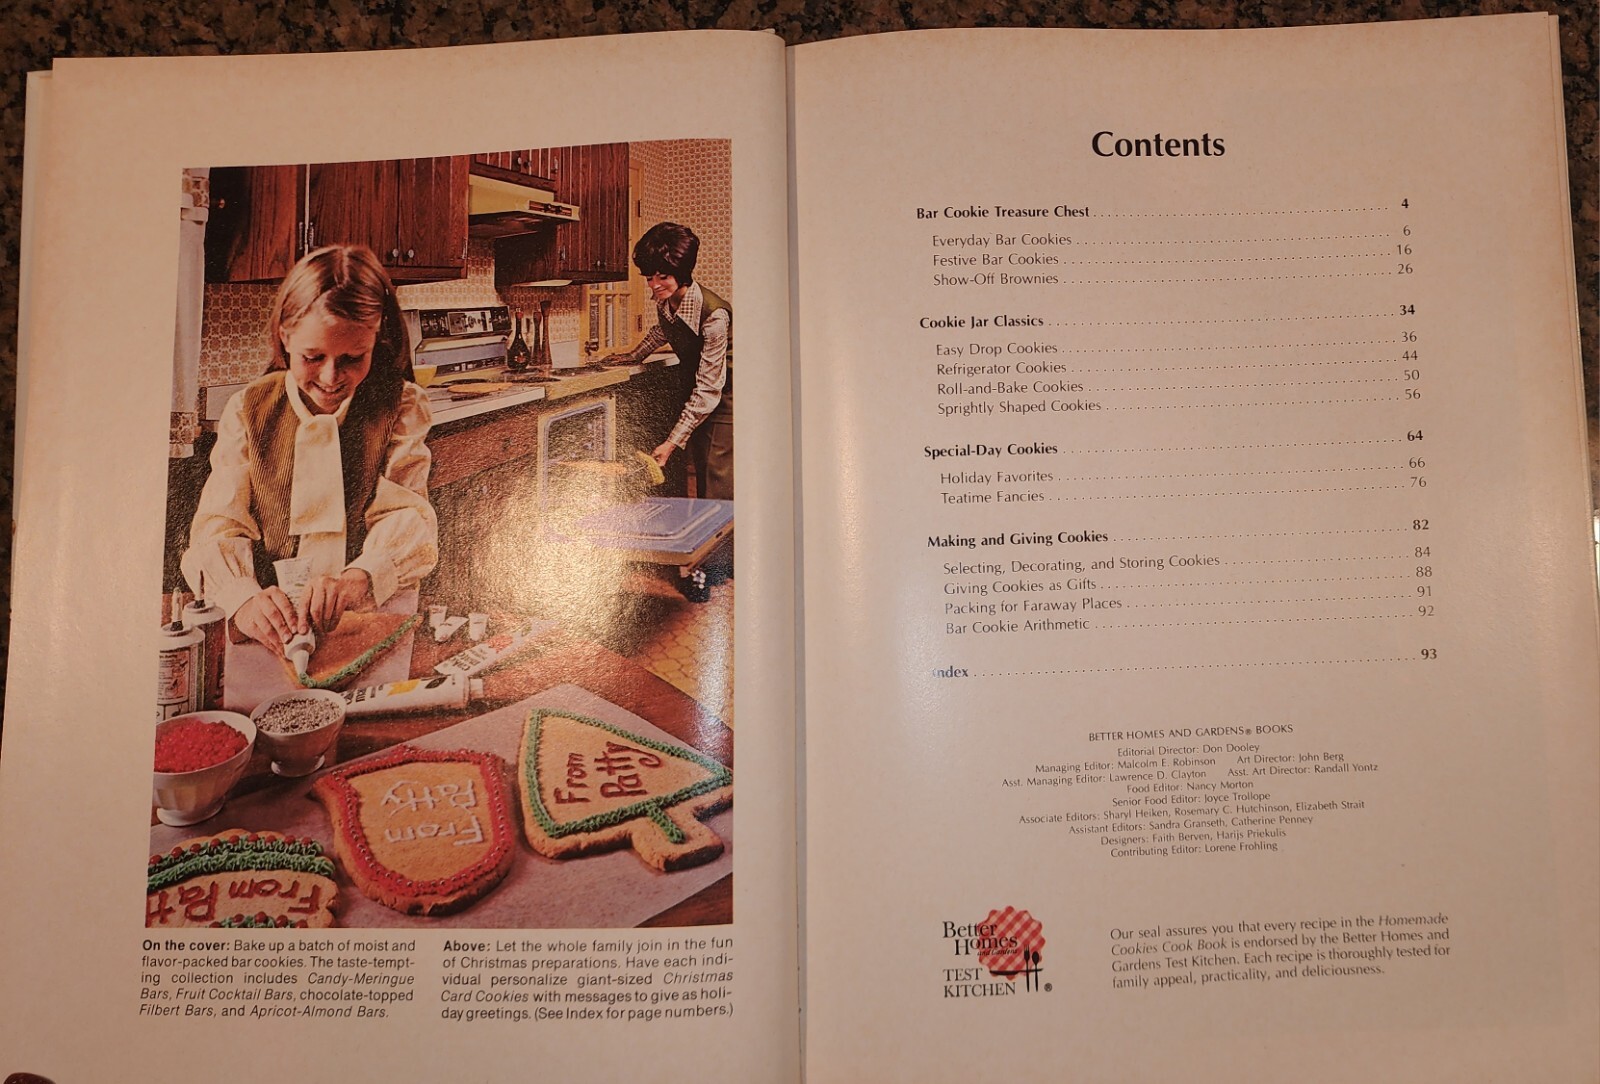 On the cover: Bake up a batch of moist and
flavor-packed bar cookies. The taste-tempt-
ing collection includes Candy-Meringue
Bars, Fruit Cocktail Bars, chocolate-topped
Filbert Bars, and Apricot-Almond Bars.
Above: Let the whole family join in the fun
of Christmas preparations. Have each indi-
vidual personalize giant-sized Christmas
Card Cookies with messages to give as holi-
day greetings. (See Index for page numbers.)
From
Patty
From
Patty
From Patt
Contents
Bar Cookie Treasure Chest 4
Everyday Bar Cookies 6
Festive Bar Cookies 16
Show-Off Brownies 26
Cookie Jar Classics 34
Easy Drop Cookies 36
Refrigerator Cookies 44
Roll-and-Bake Cookies 50
Sprightly Shaped Cookies 56
Special-Day Cookies 64
Holiday Favorites 66
Teatime Fancies 76
Making and Giving Cookies 82
Selecting, Decorating, and Storing Cookies 84
Giving Cookies as Gifts 88
Packing for Faraway Places 91
Bar Cookie Arithmetic 92
Index 93
BETTER HOMES AND GARDENS® BOOKS
Editorial Director: Don Dooley
Managing Editor: Malcolm E. Robinson Art Director: John Berg
Asst. Managing Editor: Lawrence D. Clayton Asst. Art Director: Randall Yontz
Food Editor: Nancy Morton
Senior Food Editor: Joyce Trollope
Associate Editors: Sharyl Heiken, Rosemary C. Hutchinson, Elizabeth Strait
Assistant Editors: Sandra Granseth, Catherine Penney
Designers: Faith Berven, Harijs Priekulis
Contributing Editor: Lorene Frohling
Better
Homes
and Gardens
TEST
KITCHEN ®
Our seal assures you that every recipe in the Homemade
Cookies Cook Book is endorsed by the Better Homes and
Gardens Test Kitchen. Each recipe is thoroughly tested for
family appeal, practicality, and deliciousness.